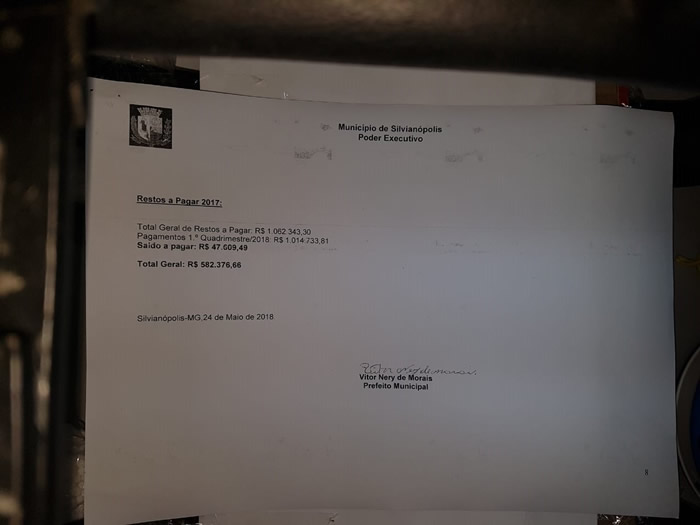 Município de Silvianópolis
Poder Executivo
Restos a Pagar 2017:
Total Geral de Restos a Pagar: R$ 1.062.343,30
Pagamentos 1.º Quadrimestre/2018: R$ 1.014.733,81
Saldo a pagar: R$ 47.609,49
Total Geral: R$ 582.376,66
Silvianópolis-MG,24 de Maio de 2018
Vitor Nery de Morais
Prefeito Municipal
9